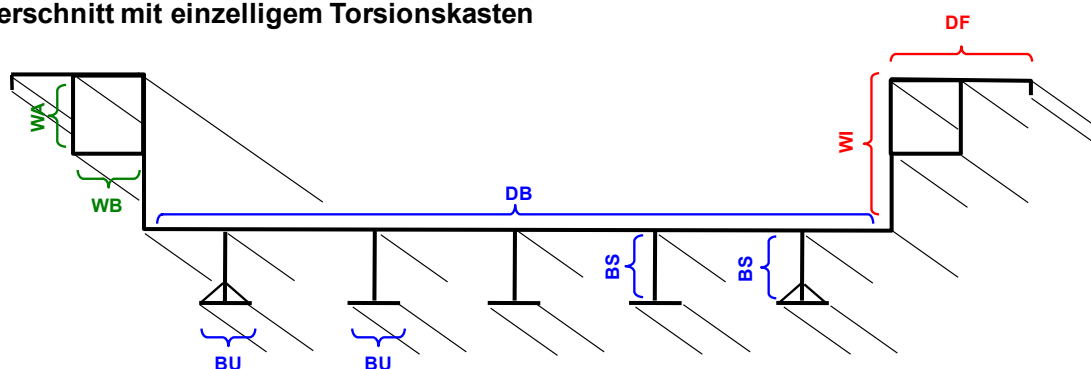 erschnitt mit einzelligem Torsionskasten
DF
WA
WI
WB
DB
BS
BS
BU
BU